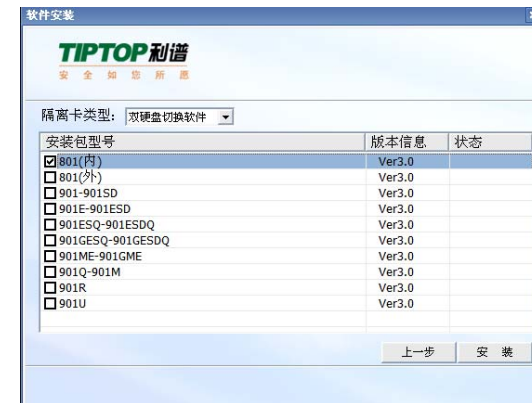 软件安装
TIPTOP利谱
安全如您所愿
隔离卡类型: 双硬盘切换软件
安装包型号 版本信息 状态
801(内) Ver3.0
801(外) Ver3.0
901-901SD Ver3.0
901E-901ESD Ver3.0
901ESQ-901ESDQ Ver3.0
901GESQ-901GESDQ Ver3.0
901ME-901GME Ver3.0
901Q-901M Ver3.0
901R Ver3.0
901U Ver3.0
上一步 安 装